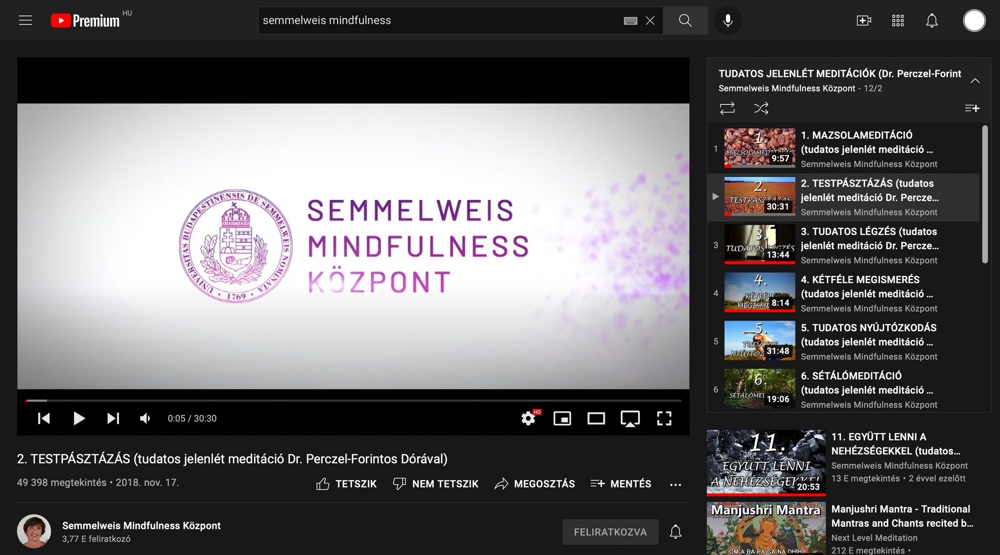 Premium HU
semmelweis mindfulness
UNIVERSITAS BUDAPESTINENSIS DE SEMMELWEIS NOMINATA
• 1769 •
SEMMELWEIS
MINDFULNESS
KÖZPONT
HD
0:05 / 30:30
2. TESTPÁSZTÁZÁS (tudatos jelenlét meditáció Dr. Perczel-Forintos Dórával)
49 398 megtekintés • 2018. nov. 17.
TETSZIK
NEM TETSZIK
MEGOSZTÁS
MENTÉS
Semmelweis Mindfulness Központ
3,77 E feliratkozó
FELIRATKOZVA
TUDATOS JELENLÉT MEDITÁCIÓK (Dr. Perczel-Forint
Semmelweis Mindfulness Központ - 12/2
1
1.
MAZSOLAMEDITÁCIÓ
9:57
1. MAZSOLAMEDITÁCIÓ
(tudatos jelenlét meditáció ...
Semmelweis Mindfulness Központ
2.
TESTPÁSZTÁZÁS
30:31
2. TESTPÁSZTÁZÁS (tudatos
jelenlét meditáció Dr. Percze...
Semmelweis Mindfulness Központ
3
3.
TUDATOS LÉGZÉS
13:44
3. TUDATOS LÉGZÉS (tudatos
jelenlét meditáció Dr. Percze...
Semmelweis Mindfulness Központ
4
4.
KÉTFÉLE
8:14
4. KÉTFÉLE MEGISMERÉS
(tudatos jelenlét meditáció ...
Semmelweis Mindfulness Központ
5
5.
TUDATOS
NYÚJTÓZKODÁS
31:48
5. TUDATOS NYÚJTÓZKODÁS
(tudatos jelenlét meditáció ...
Semmelweis Mindfulness Központ
6
6.
SÉTÁLÓMEDITÁCIÓ
19:06
6. SÉTÁLÓMEDITÁCIÓ
(tudatos jelenlét meditáció ...
Semmelweis Mindfulness Központ
11.
EGYÜTT LENNI
A NEHÉZSÉGEKKEL
20:53
11. EGYÜTT LENNI A
NEHÉZSÉGEKKEL (tudatos...
Semmelweis Mindfulness Központ
13 E megtekintés • 2 évvel ezelőtt
Manjushri Mantra
OM A RA PA CA NA DHIH
Manjushri Mantra - Traditional
Mantras and Chants recited b...
Next Level Meditation
212 E megtekintés •